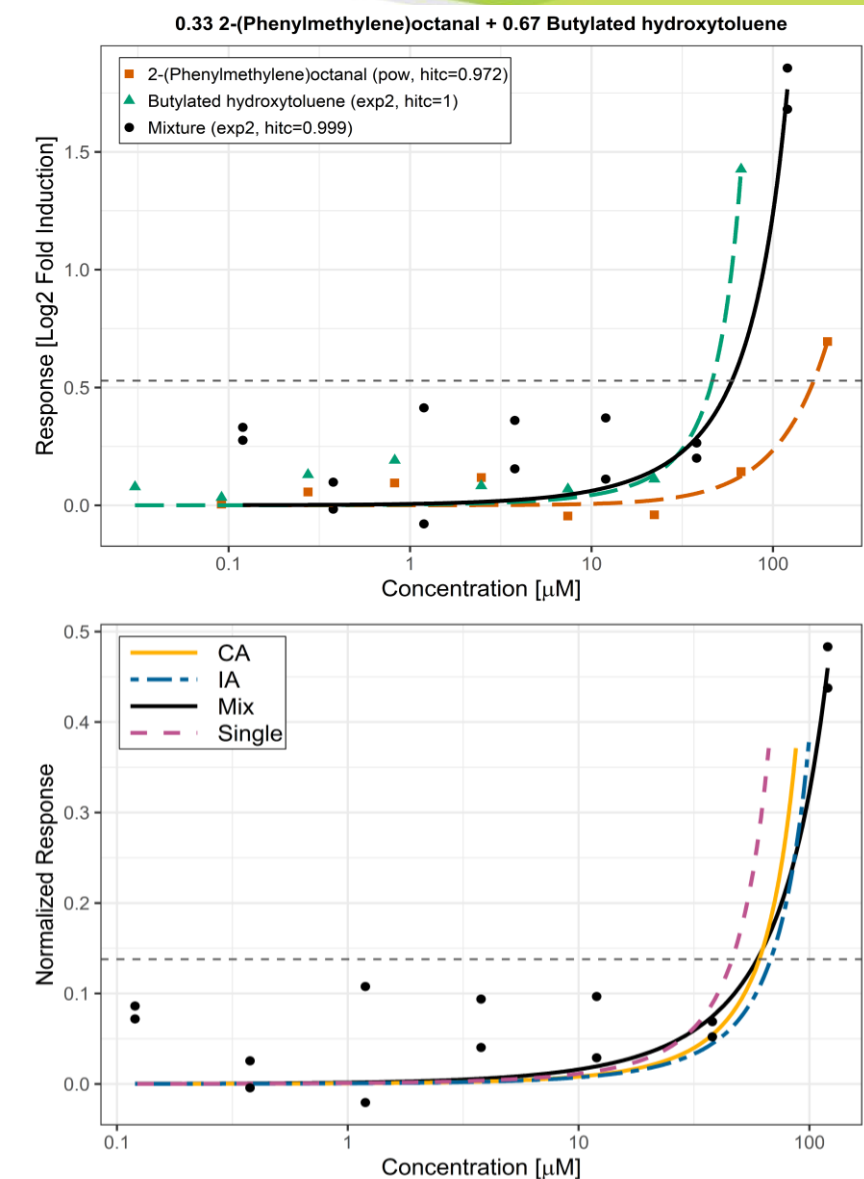 0.33 2-(Phenylmethylene)octanal + 0.67 Butylated hydroxytoluene
2-(Phenylmethylene)octanal (pow, hitc=0.972)
Butylated hydroxytoluene (exp2, hitc=1)
Mixture (exp2, hitc=0.999)
Response [Log2 Fold Induction]
1.5
1.0
0.5
0.0
0.1 1 10 100
Concentration [μM]
CA
IA
Mix
Single
Normalized Response
0.5
0.4
0.3
0.2
0.1
0.0
0.1 1 10 100
Concentration [μM]